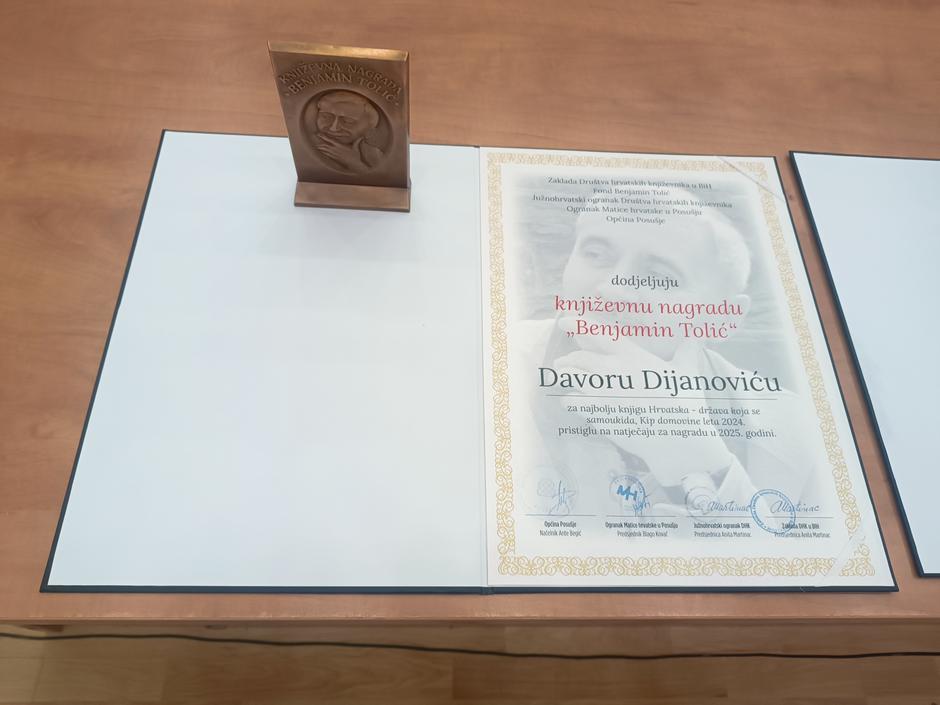 KNJIŽEVNA NAGRADA
BENJAMIN TOLIĆ
Zaklada Društva hrvatskih književnika u BiH
Fond Benjamin Tolić
Južnohrvatski ogranak Društva hrvatskih književnika
Ogranak Matice hrvatske u Posušju
Općina Posušje
dodjeljuju
književnu nagradu
„Benjamin Tolić“
Davoru Dijanoviću
za najbolju knjigu Hrvatska - država koja se
samoukida, Kip domovine leta 2024.
pristiglu na natječaju za nagradu u 2025. godini.
MH
AMartinac
AMartinac
Općina Posušje
Načelnik Ante Begić
Ogranak Matice hrvatske u Posušju
Predsjednik Blago Kovač
Južnohrvatski ogranak DHK
Predsjednica Anita Martinac
Zaklada DHK u BiH
Predsjednica Anita Martinac